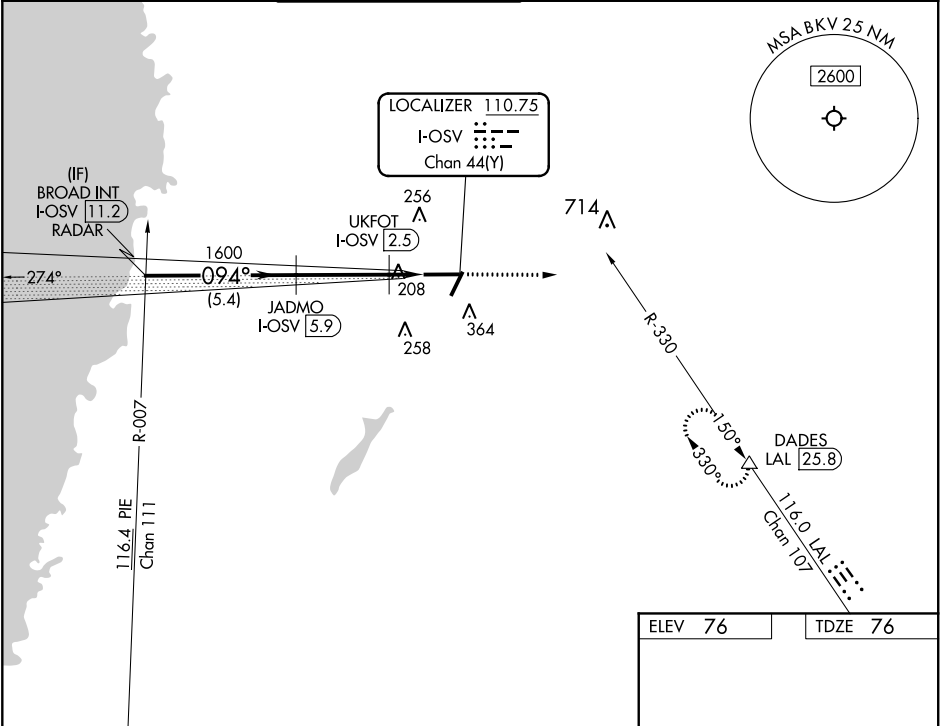 MSA BKV 25 NM
2600
LOCALIZER 110.75
I-OSV
Chan 44(Y)
(IF)
BROAD INT
I-OSV 11.2
RADAR
256
UKFOT
I-OSV 2.5
714
1600
274°
094°
(5.4)
208
JADMO
I-OSV 5.9
364
258
R-330
R-007
150°
330°
DADES
LAL 25.8
116.4 PIE
Chan 111
116.0 LAL
Chan 107
ELEV 76
TDZE 76